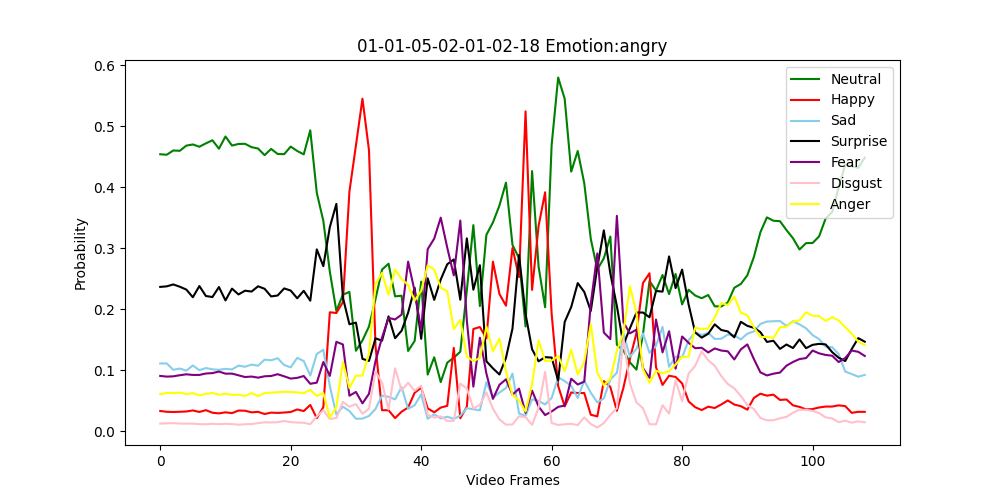 01-01-05-02-01-02-18 Emotion:angry
0.6
0.5
0.4
0.3
0.2
0.1
0.0
Probability
0 20 40 60 80 100
Video Frames
Neutral
Happy
Sad
Surprise
Fear
Disgust
Anger